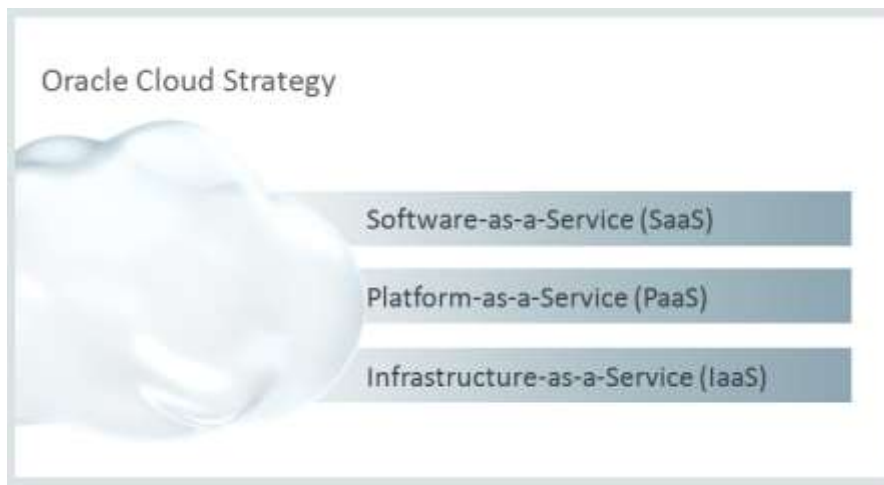 Oracle Cloud Strategy
Software-as-a-Service (SaaS)
Platform-as-a-Service (PaaS)
Infrastructure-as-a-Service (IaaS)